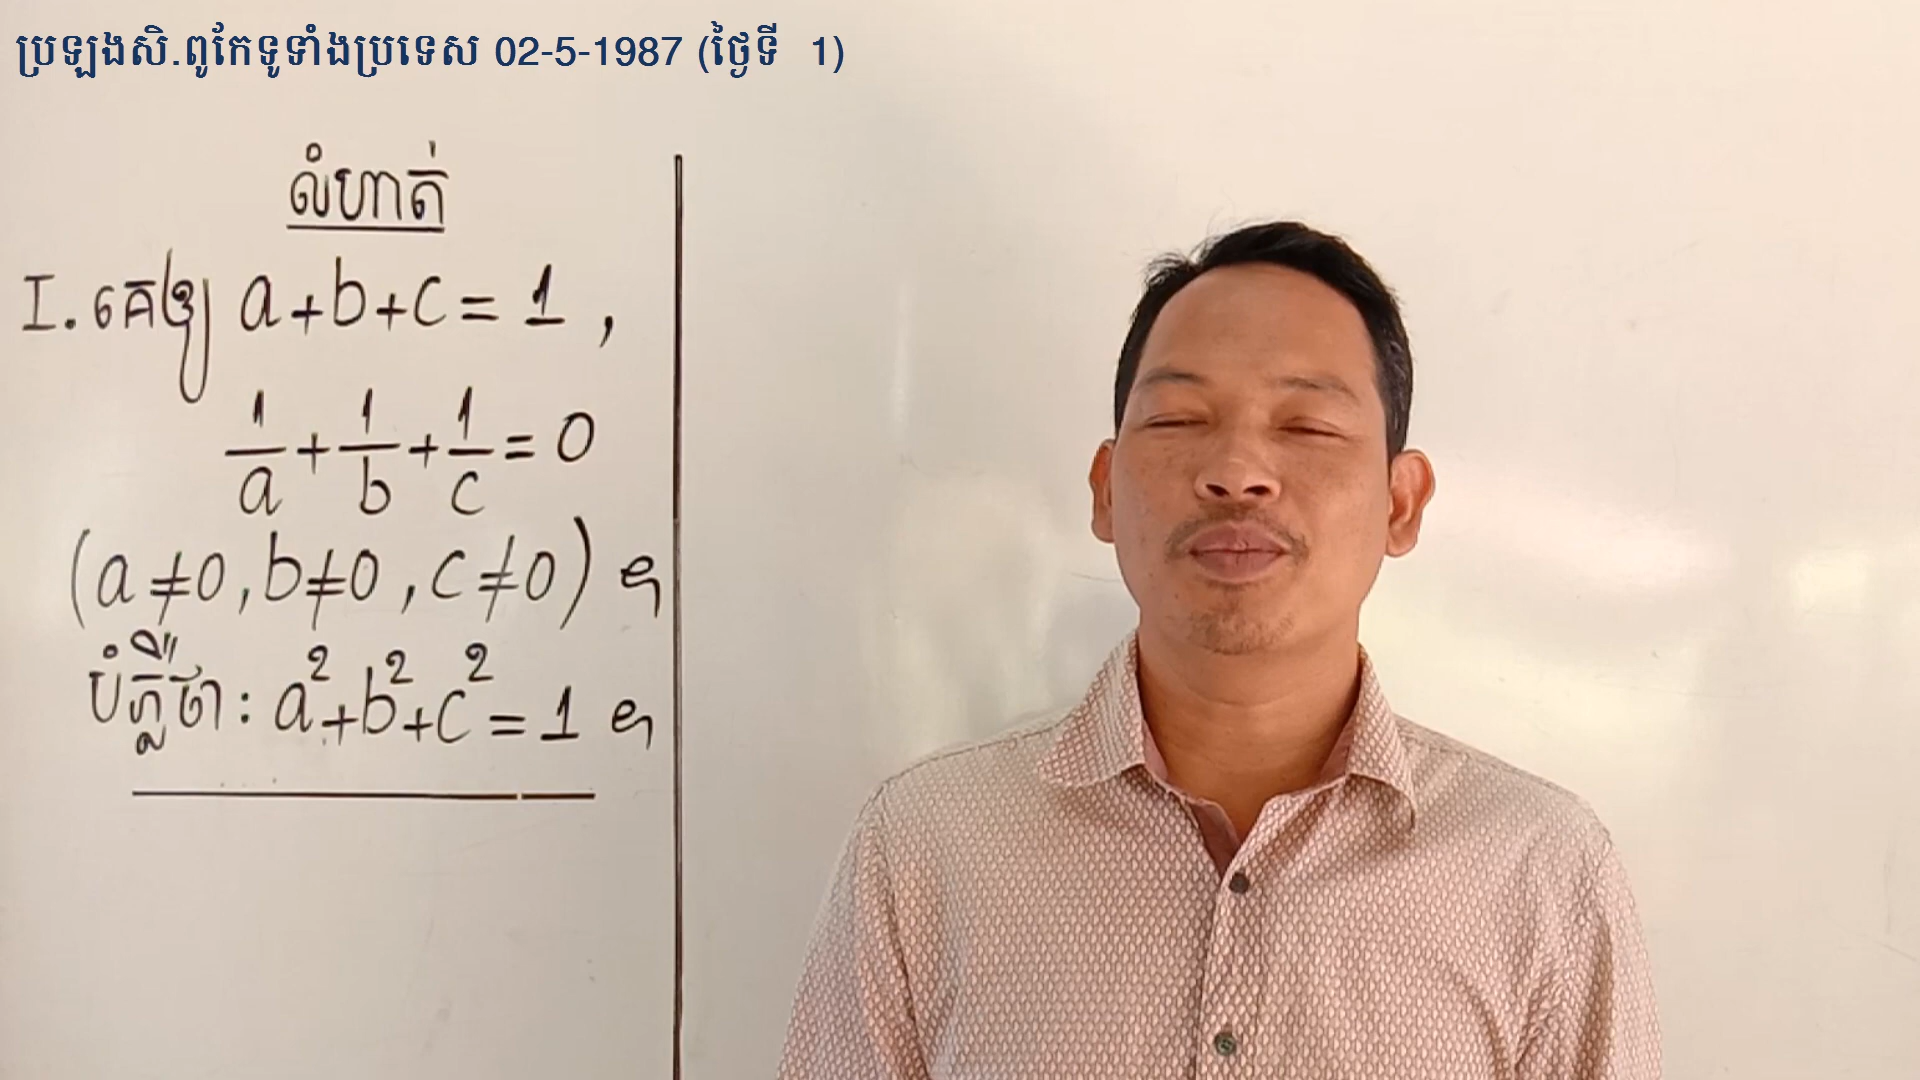 ប្រឡងសិ.ពូកែទូទាំងប្រទេស 02-5-1987 (ថ្ងៃទី 1)
លំហាត់
I. គេឲ្យ a+b+c = 1 ,
1/a + 1/b + 1/c = 0
(a≠0, b≠0, c≠0) ។
បំភ្លឺថា: a²+b²+c² = 1 ។